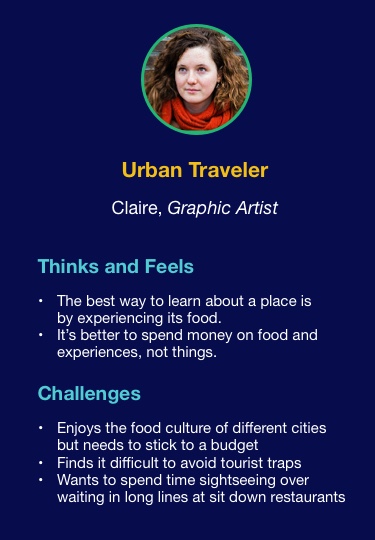 Urban Traveler
Claire, Graphic Artist
Thinks and Feels
• The best way to learn about a place is
by experiencing its food.
• It's better to spend money on food and
experiences, not things.
Challenges
• Enjoys the food culture of different cities
but needs to stick to a budget
• Finds it difficult to avoid tourist traps
• Wants to spend time sightseeing over
waiting in long lines at sit down restaurants